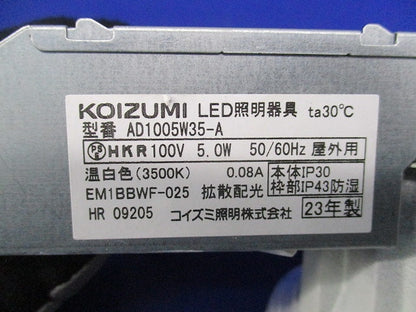 KOIZUMI LED照明器具 ta30℃
型番 AD1005W35-A
PS E HKR 100V 5.0W 50/60Hz 屋外用
温白色(3500K) 0.08A 本体IP30
EM1BBWF-025 拡散配光 枠部IP43防湿
HR 09205 コイズミ照明株式会社 23年製